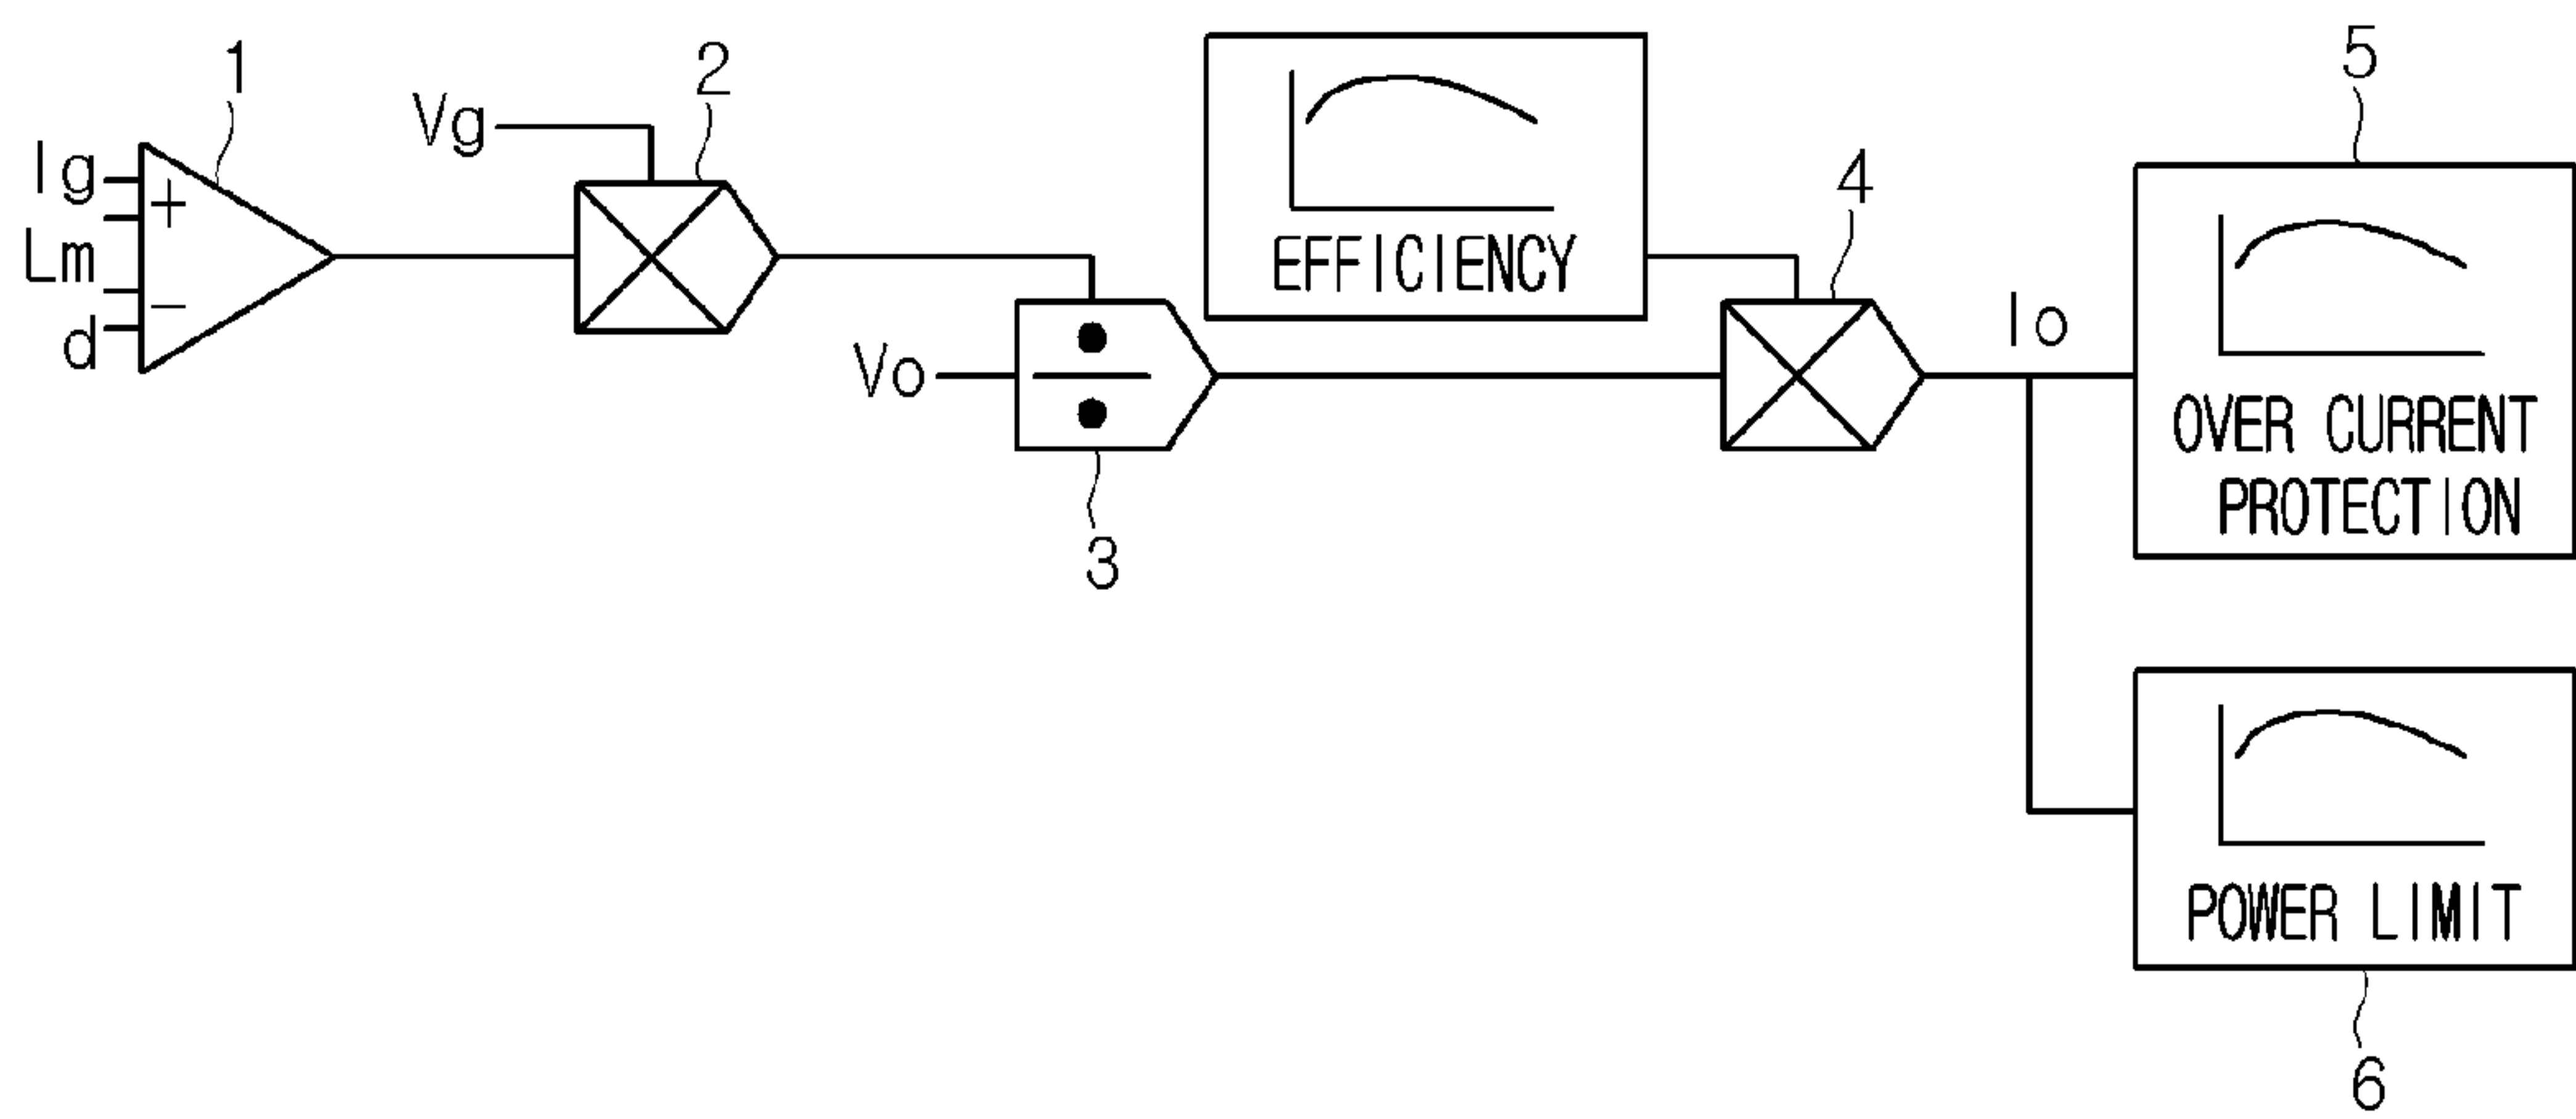 1
Ig
+
Lm
−
d
Vg
2
Vo
3
EFFICIENCY
4
Io
5
OVER CURRENT
PROTECTION
POWER LIMIT
6